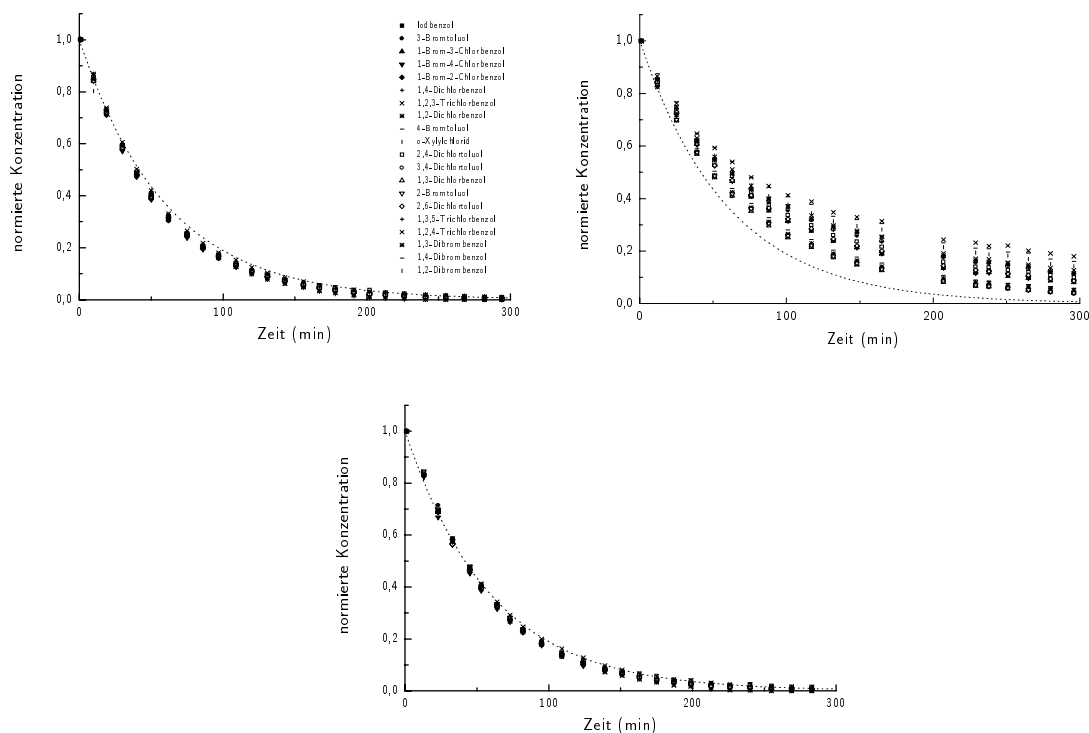 normierte Konzentration
1,0
0,8
0,6
0,4
0,2
0,0
0
100
200
300
Zeit (min)
Iodbenzol
3-Bromtoluol
1-Brom-3-Chlorbenzol
1-Brom-4-Chlorbenzol
1-Brom-2-Chlorbenzol
1,4-Dichlorbenzol
1,2,3-Trichlorbenzol
1,2-Dichlorbenzol
4-Bromtoluol
o-Xylylchlorid
2,4-Dichlortoluol
3,4-Dichlortoluol
1,3-Dichlorbenzol
2-Bromtoluol
2,6-Dichlortoluol
1,3,5-Trichlorbenzol
1,2,4-Trichlorbenzol
1,3-Dibrombenzol
1,4-Dibrombenzol
1,2-Dibrombenzol
normierte Konzentration
1,0
0,8
0,6
0,4
0,2
0,0
0
100
200
300
Zeit (min)
normierte Konzentration
1,0
0,8
0,6
0,4
0,2
0,0
0
100
200
300
Zeit (min)